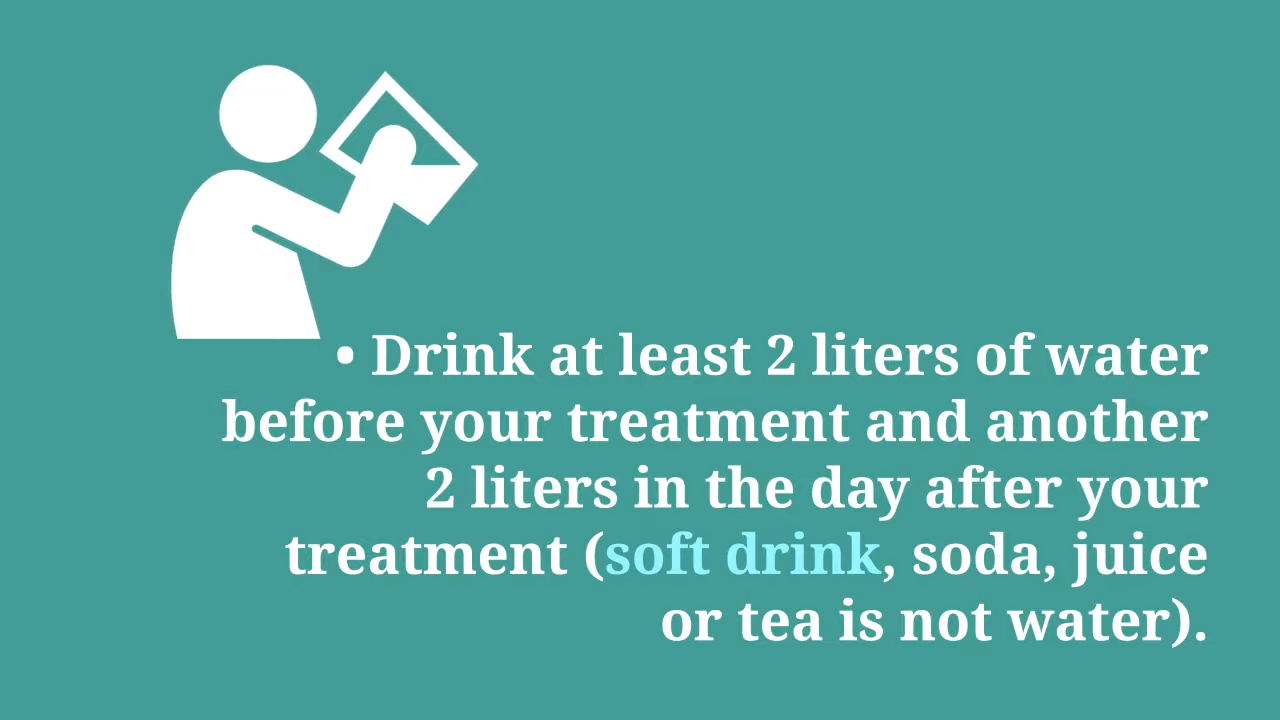 • Drink at least 2 liters of water
before your treatment and another
2 liters in the day after your
treatment (soft drink, soda, juice
or tea is not water).